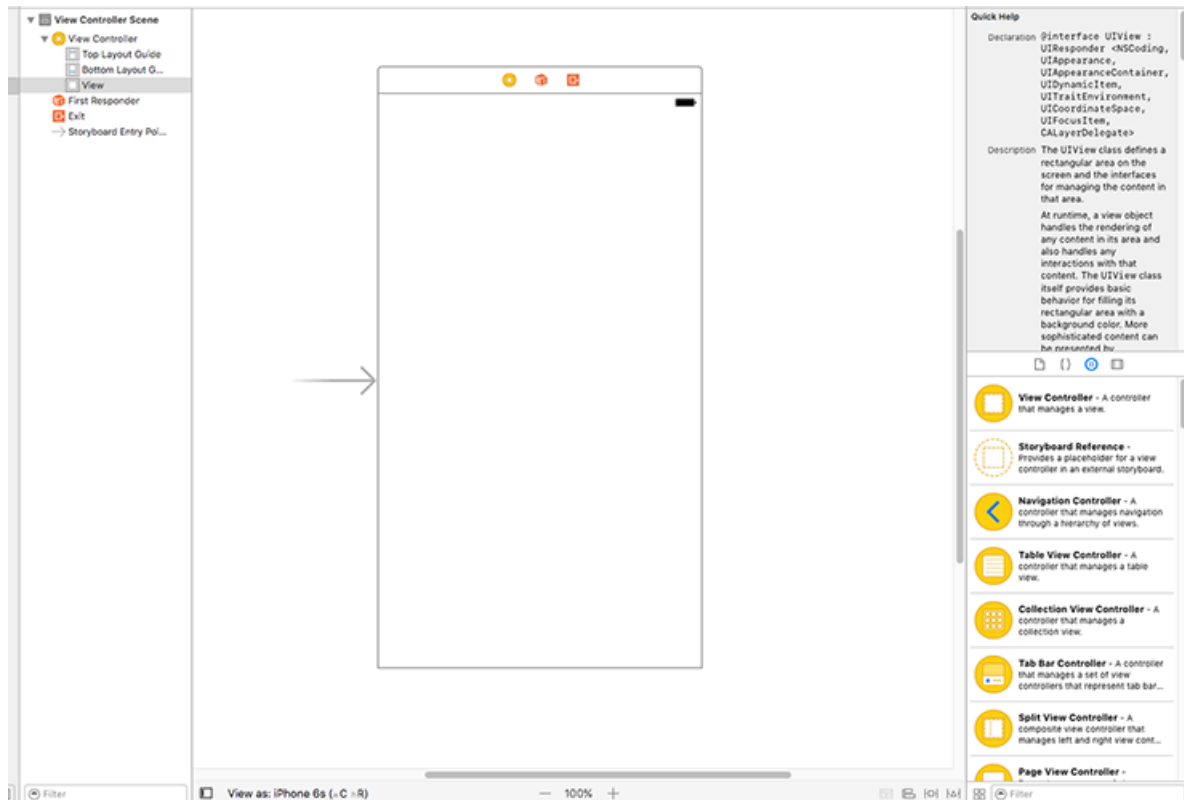 View Controller Scene
View Controller
Top Layout Guide
Bottom Layout G...
View
First Responder
Exit
Storyboard Entry Poi...
Filter
View as: iPhone 6s (wC hR)
— 100% +
Quick Help
Declaration @interface UIView :
UIResponder <NSCoding,
UIAppearance,
UIAppearanceContainer,
UIDynamicItem,
UITraitEnvironment,
UICoordinateSpace,
UIFocusItem,
CALayerDelegate>
Description The UIView class defines a
rectangular area on the
screen and the interfaces
for managing the content in
that area.
At runtime, a view object
handles the rendering of
any content in its area and
also handles any
interactions with that
content. The UIView class
itself provides basic
behavior for filling its
rectangular area with a
background color. More
sophisticated content can
be presented by
View Controller - A controller
that manages a view.
Storyboard Reference -
Provides a placeholder for a view
controller in an external storyboard.
Navigation Controller - A
controller that manages navigation
through a hierarchy of views.
Table View Controller - A
controller that manages a table
view.
Collection View Controller - A
controller that manages a
collection view.
Tab Bar Controller - A controller
that manages a set of view
controllers that represent tab bar...
Split View Controller - A
composite view controller that
manages left and right view cont...
Page View Controller -
Filter